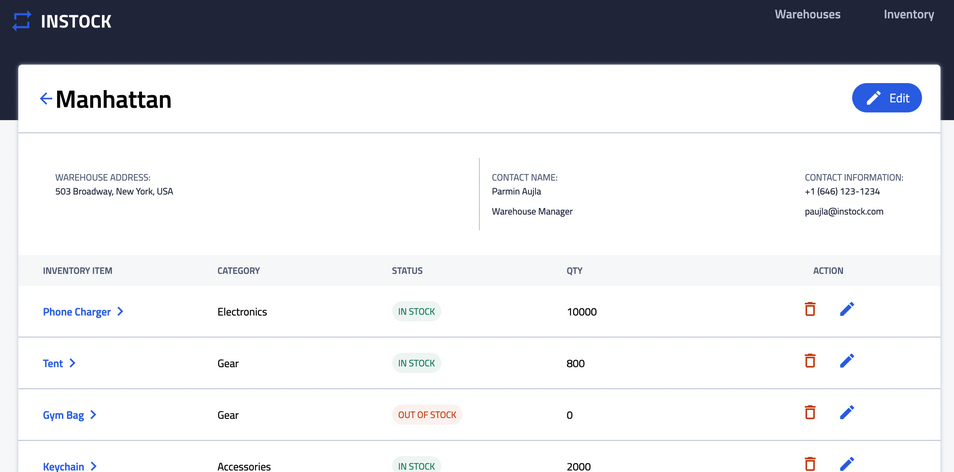 INSTOCK
Warehouses Inventory
Manhattan
Edit
WAREHOUSE ADDRESS:
503 Broadway, New York, USA
CONTACT NAME:
Parmin Aujla
Warehouse Manager
CONTACT INFORMATION:
+1 (646) 123-1234
paujla@instock.com
INVENTORY ITEM CATEGORY STATUS QTY ACTION
Phone Charger Electronics IN STOCK 10000
Tent Gear IN STOCK 800
Gym Bag Gear OUT OF STOCK 0
Keychain Accessories IN STOCK 2000